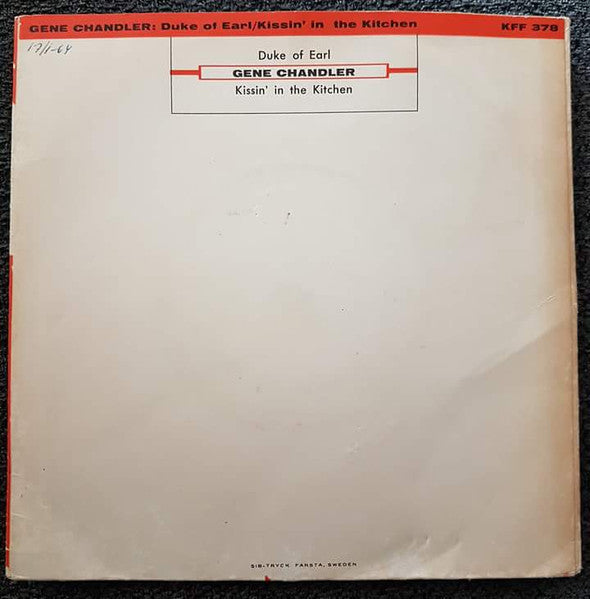 GENE CHANDLER: Duke of Earl/Kissin' in the Kitchen KFF 378
17/1-64
Duke of Earl
GENE CHANDLER
Kissin' in the Kitchen
SIB-TRYCK FARSTA, SWEDEN